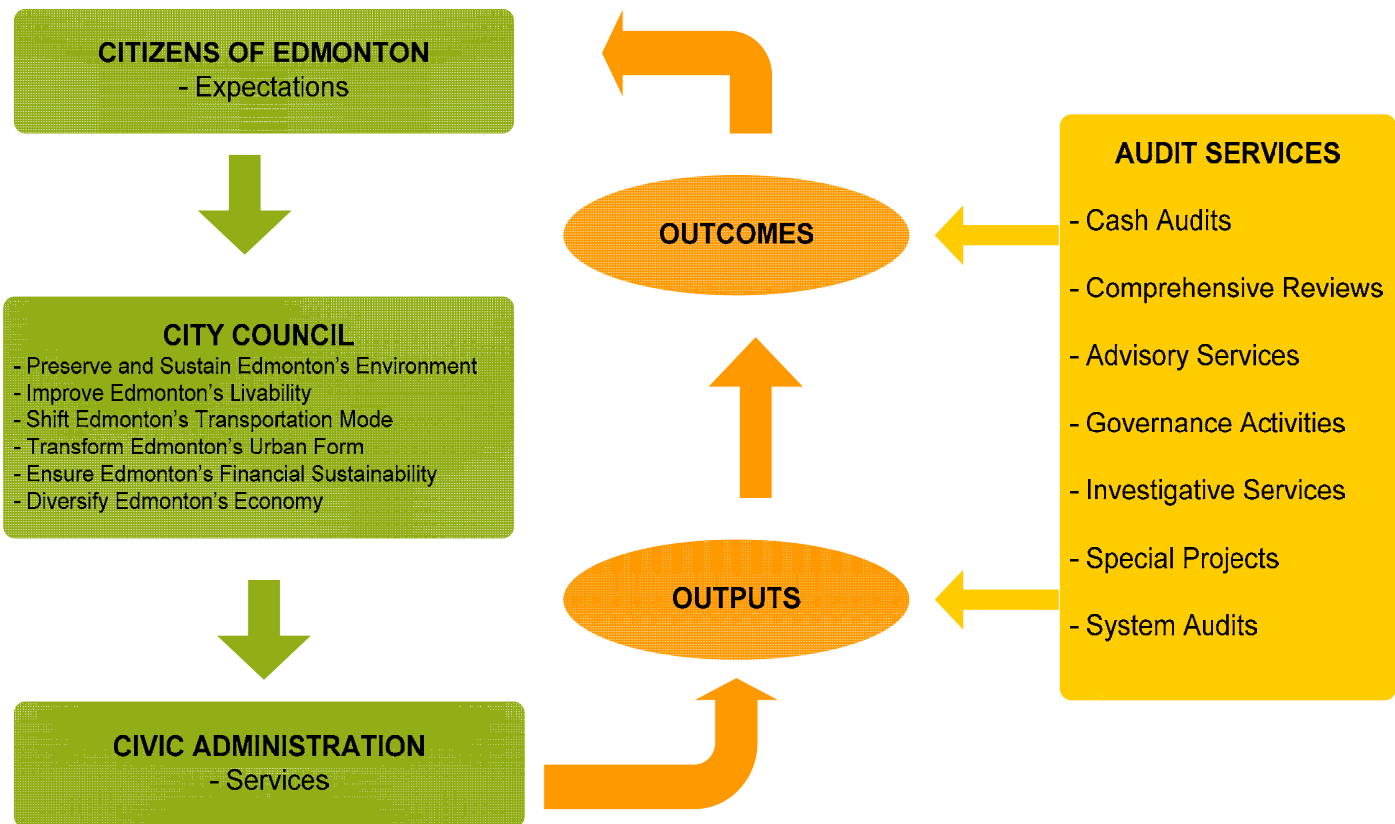 CITIZENS OF EDMONTON
- Expectations
CITY COUNCIL
- Preserve and Sustain Edmonton’s Environment
- Improve Edmonton’s Livability
- Shift Edmonton’s Transportation Mode
- Transform Edmonton’s Urban Form
- Ensure Edmonton’s Financial Sustainability
- Diversify Edmonton’s Economy
CIVIC ADMINISTRATION
- Services
OUTCOMES
OUTPUTS
AUDIT SERVICES
- Cash Audits
- Comprehensive Reviews
- Advisory Services
- Governance Activities
- Investigative Services
- Special Projects
- System Audits